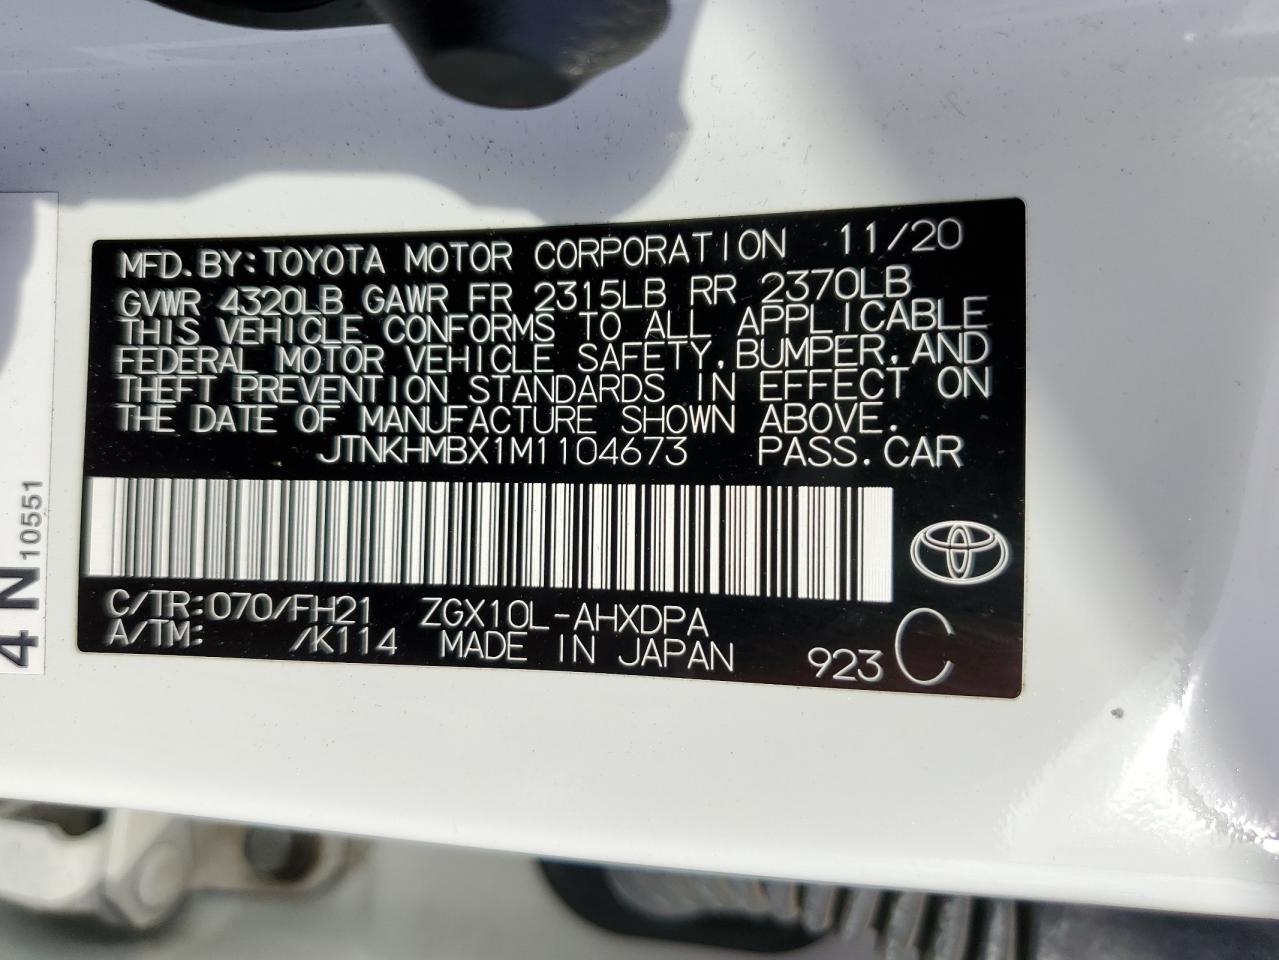 MFD.BY:TOYOTA MOTOR CORPORATION 11/20
GVWR 4320LB GAWR FR 2315LB RR 2370LB
THIS VEHICLE CONFORMS TO ALL APPLICABLE
FEDERAL MOTOR VEHICLE SAFETY,BUMPER,AND
THEFT PREVENTION STANDARDS IN EFFECT ON
THE DATE OF MANUFACTURE SHOWN ABOVE.
JTNKHMBX1M1104673 PASS.CAR
C/TR:070/FH21 ZGX10L-AHXDPA
A/TM: /K114 MADE IN JAPAN 923 C
4 N
10551